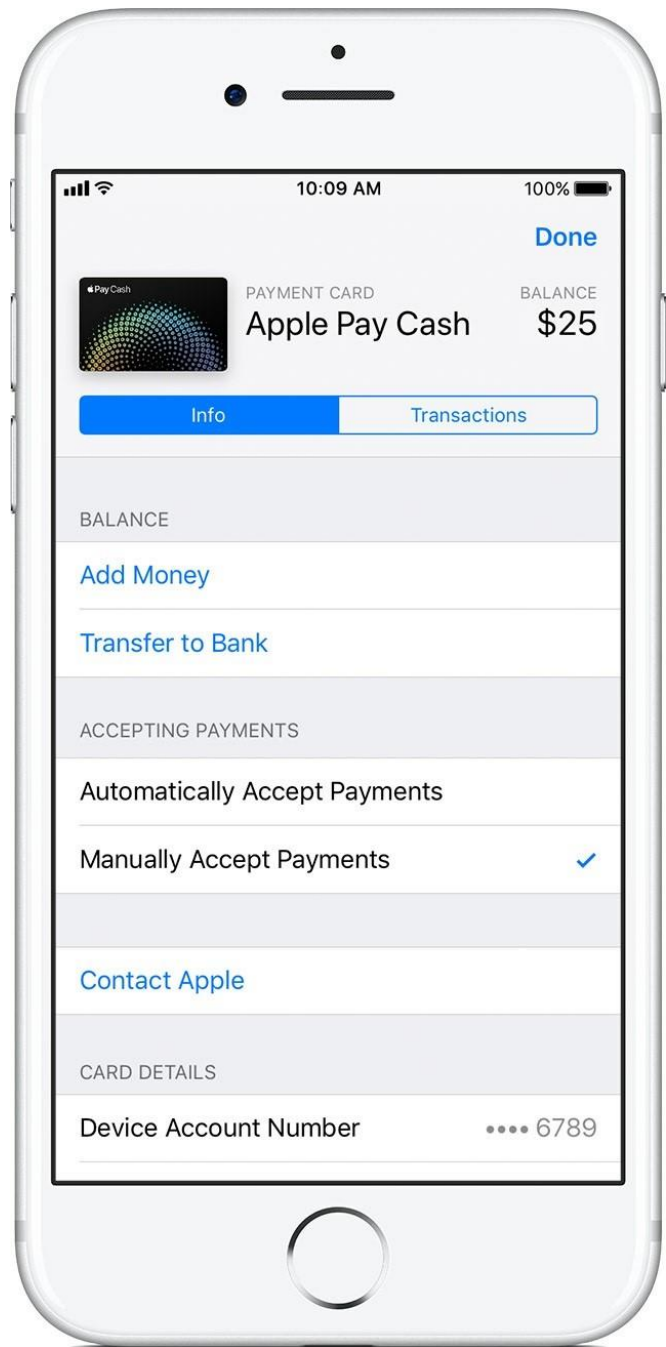 10:09 AM 100%
Done
Pay Cash
PAYMENT CARD BALANCE
Apple Pay Cash $25
Info Transactions
BALANCE
Add Money
Transfer to Bank
ACCEPTING PAYMENTS
Automatically Accept Payments
Manually Accept Payments
Contact Apple
CARD DETAILS
Device Account Number •••• 6789